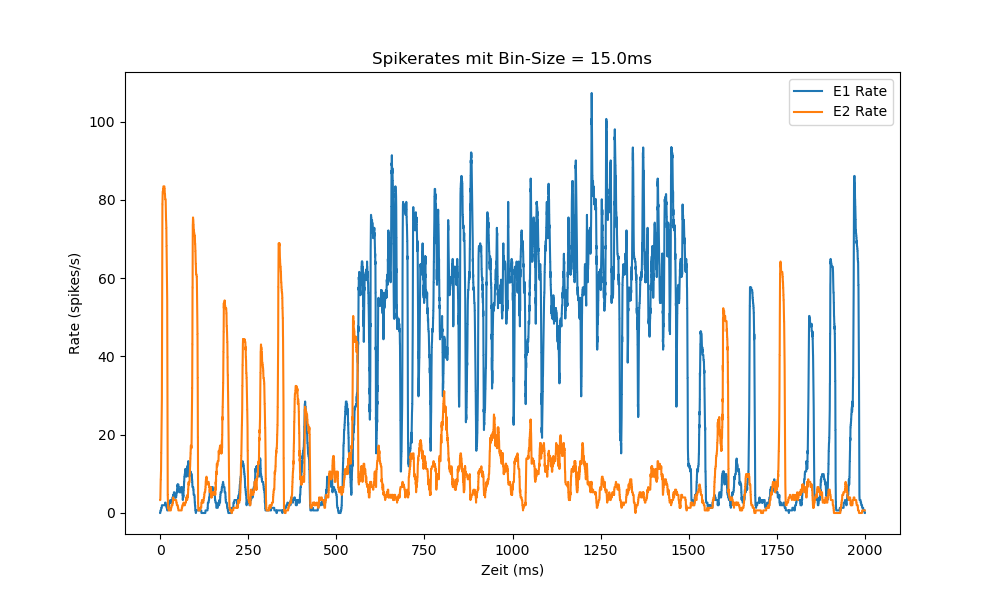 Spikerates mit Bin-Size = 15.0ms
E1 Rate
E2 Rate
100
80
60
40
20
0
Rate (spikes/s)
0 250 500 750 1000 1250 1500 1750 2000
Zeit (ms)